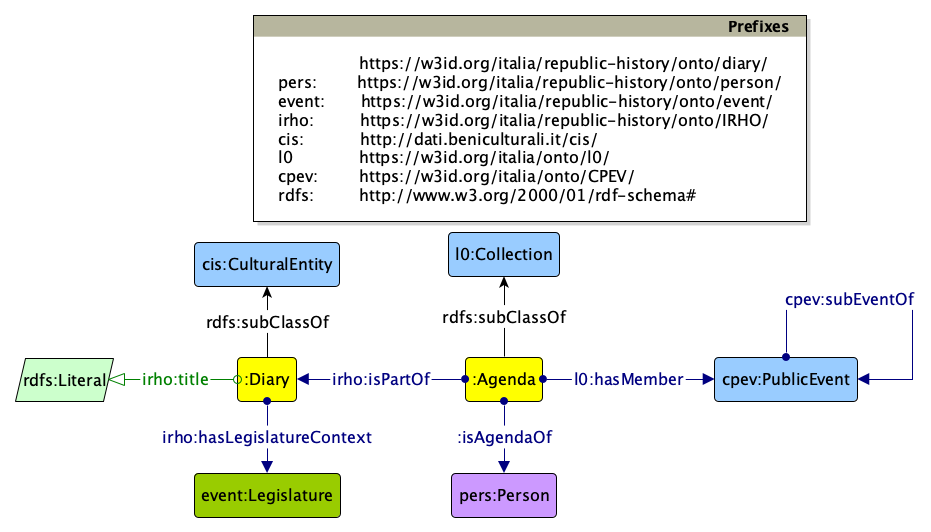 Prefixes
https://w3id.org/italia/republic-history/onto/diary/
pers: https://w3id.org/italia/republic-history/onto/person/
event: https://w3id.org/italia/republic-history/onto/event/
irho: https://w3id.org/italia/republic-history/onto/IRHO/
cis: http://dati.beniculturali.it/cis/
l0 https://w3id.org/italia/onto/l0/
cpev: https://w3id.org/italia/onto/CPEV/
rdfs: http://www.w3.org/2000/01/rdf-schema#
cis:CulturalEntity
l0:Collection
cpev:subEventOf
rdfs:subClassOf
rdfs:subClassOf
rdfs:Literal
irho:title
:Diary
irho:isPartOf
:Agenda
l0:hasMember
cpev:PublicEvent
irho:hasLegislatureContext
:isAgendaOf
event:Legislature
pers:Person